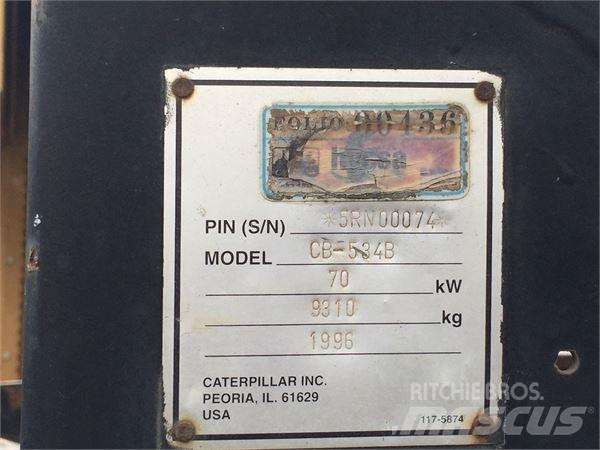 FOLIO 00436
PIN (S/N) *5RN00074*
MODEL CB-534B
70 kW
9310 kg
1996
CATERPILLAR INC.
PEORIA, IL. 61629
USA
117-5874
RITCHIE BROS.
MASCUS